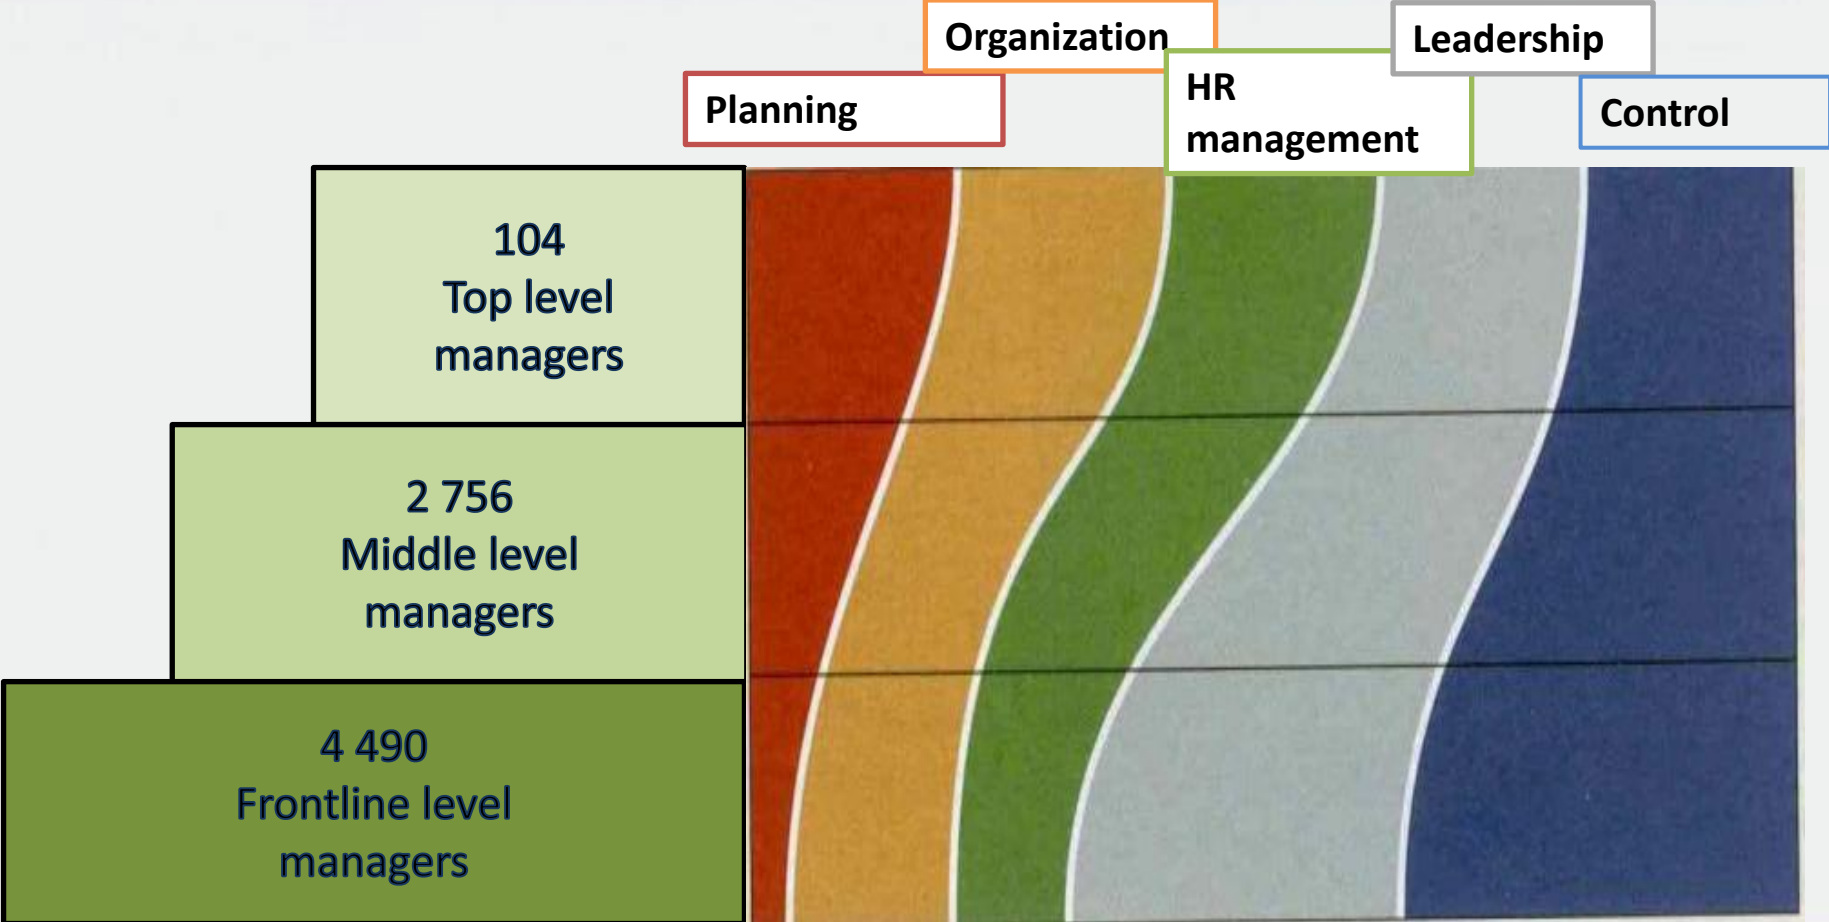 Organization
Leadership
Planning
HR
management
Control
104
Top level
managers
2 756
Middle level
managers
4 490
Frontline level
managers